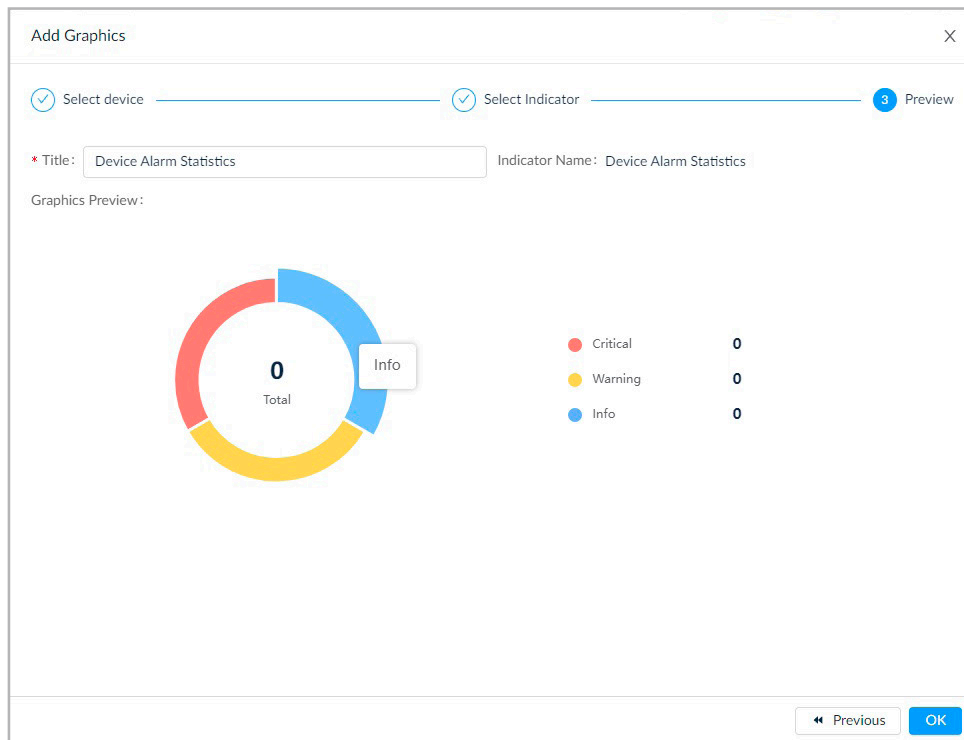 Add Graphics
Select device
Select Indicator
3 Preview
* Title: Device Alarm Statistics Indicator Name: Device Alarm Statistics
Graphics Preview:
0
Total
Info
Critical 0
Warning 0
Info 0
Previous OK